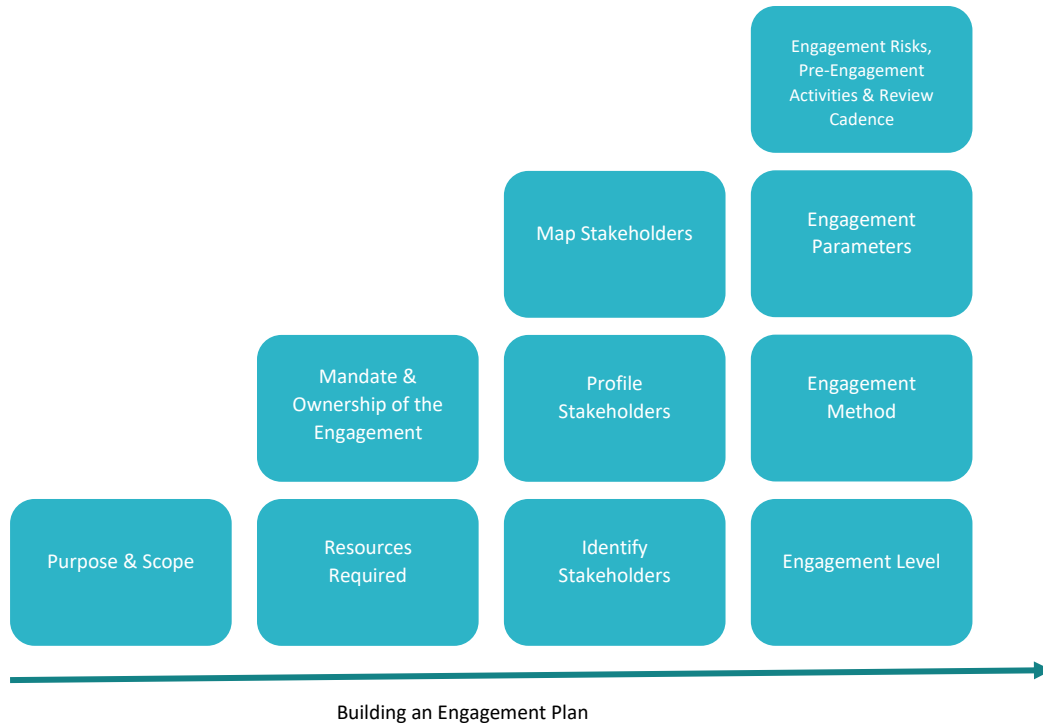 Engagement Risks,
Pre-Engagement
Activities & Review
Cadence
Map Stakeholders
Engagement
Parameters
Mandate &
Ownership of the
Engagement
Profile
Stakeholders
Engagement
Method
Purpose & Scope
Resources
Required
Identify
Stakeholders
Engagement Level
Building an Engagement Plan